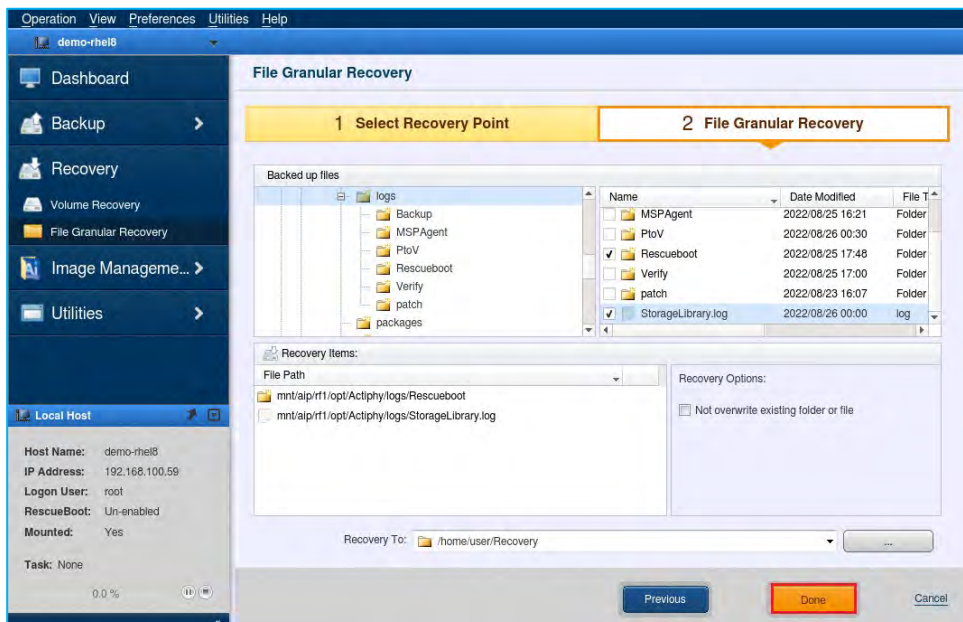 Operation View Preferences Utilities Help
demo-rhel8
Dashboard
Backup
Recovery
Volume Recovery
File Granular Recovery
Image Manageme...
Utilities
Local Host
Host Name: demo-rhel8
IP Address: 192.168.100.59
Logon User: root
RescueBoot: Un-enabled
Mounted: Yes
Task: None
0.0 %
File Granular Recovery
1 Select Recovery Point
2 File Granular Recovery
Backed up files
logs
Backup
MSPAgent
PtoV
Rescueboot
Verify
patch
packages
Name Date Modified File T
MSPAgent 2022/08/25 16:21 Folder
PtoV 2022/08/26 00:30 Folder
Rescueboot 2022/08/25 17:48 Folder
Verify 2022/08/25 17:00 Folder
patch 2022/08/23 16:07 Folder
StorageLibrary.log 2022/08/26 00:00 log
Recovery Items:
File Path
mnt/aip/rf1/opt/Actiphy/logs/Rescueboot
mnt/aip/rf1/opt/Actiphy/logs/StorageLibrary.log
Recovery Options:
Not overwrite existing folder or file
Recovery To: /home/user/Recovery ...
Previous Done Cancel